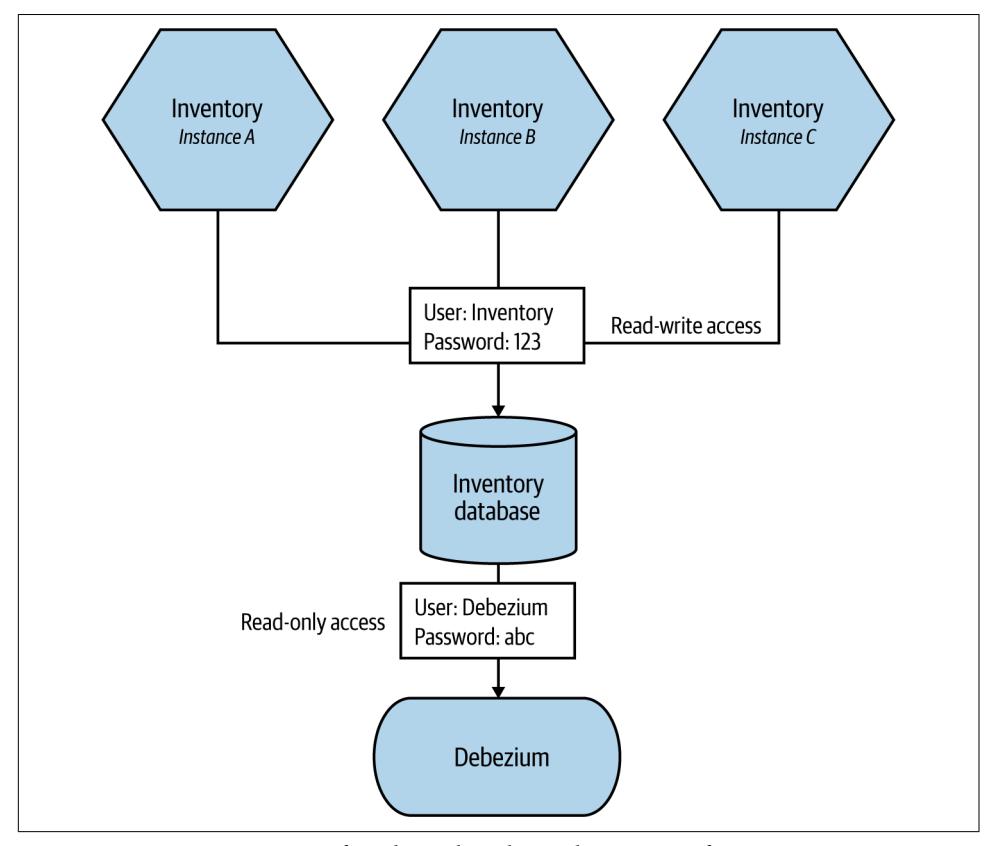 Inventory
Instance A
Inventory
Instance B
Inventory
Instance C
User: Inventory
Password: 123
Read-write access
Inventory
database
Read-only access
User: Debezium
Password: abc
Debezium